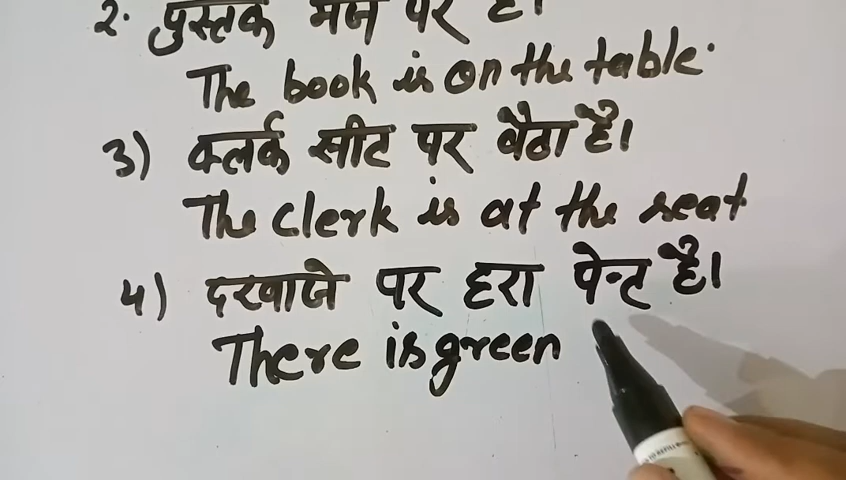 2. पुस्तक मेज पर है।
The book is on the table.
3) क्लर्क सीट पर बैठा है।
The clerk is at the seat
4) दरवाजे पर हरा पेन्ट है।
There is green